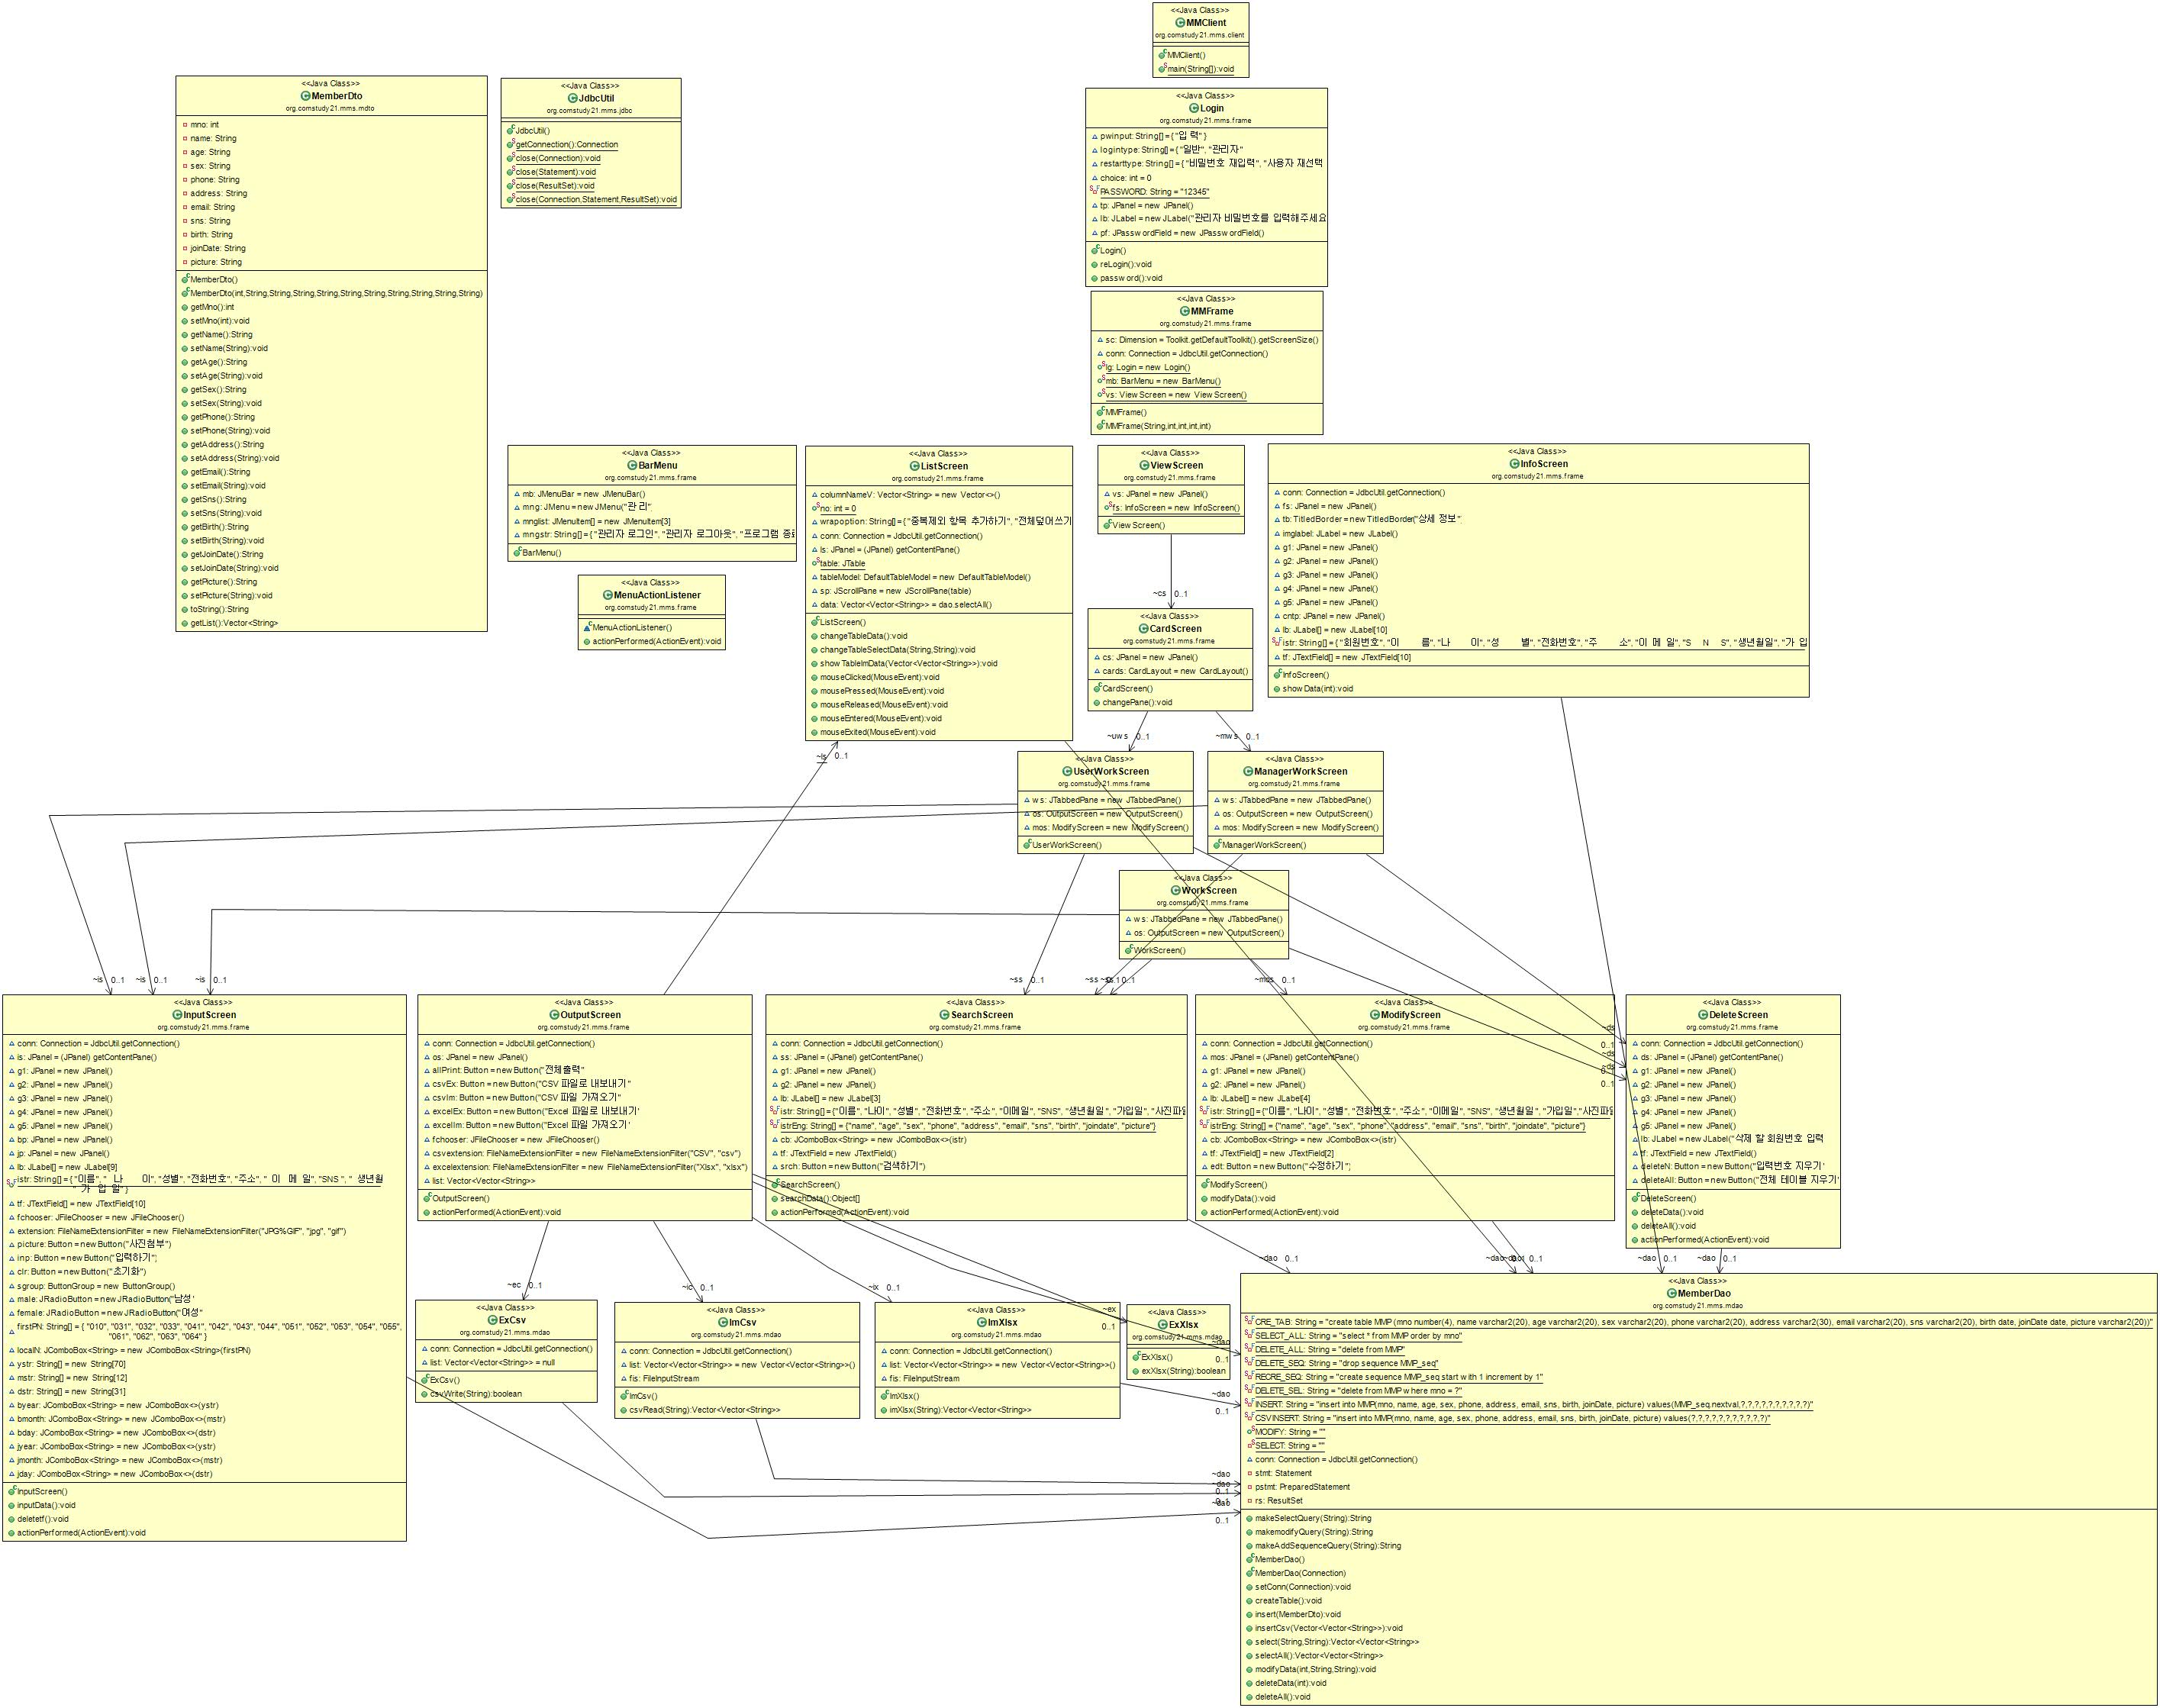 <<Java Class>>
MMClient
org.comstudy21.mms.client
MMClient()
main(String[]):void
<<Java Class>>
MemberDto
org.comstudy21.mms.mdto
mno: int
name: String
age: String
sex: String
phone: String
address: String
email: String
sns: String
birth: String
joinDate: String
picture: String
MemberDto()
MemberDto(int,String,String,String,String,String,String,String,String,String,String)
getMno():int
setMno(int):void
getName():String
setName(String):void
getAge():String
setAge(String):void
getSex():String
setSex(String):void
getPhone():String
setPhone(String):void
getAddress():String
setAddress(String):void
getEmail():String
setEmail(String):void
getSns():String
setSns(String):void
getBirth():String
setBirth(String):void
getJoinDate():String
setJoinDate(String):void
getPicture():String
setPicture(String):void
toString():String
getList():Vector<String>
<<Java Class>>
JdbcUtil
org.comstudy21.mms.jdbc
JdbcUtil()
getConnection():Connection
close(Connection):void
close(Statement):void
close(ResultSet):void
close(Connection,Statement,ResultSet):void
<<Java Class>>
Login
org.comstudy21.mms.frame
pwinput: String[] = { "입 력" }
logintype: String[] = { "일반", "관리자"
restarttype: String[] = { "비밀번호 재입력", "사용자 재선택
choice: int = 0
PASSWORD: String = "12345"
tp: JPanel = new JPanel()
lb: JLabel = new JLabel("관리자 비밀번호를 입력해주세요
pf: JPasswordField = new JPasswordField()
Login()
reLogin():void
password():void
<<Java Class>>
MMFrame
org.comstudy21.mms.frame
sc: Dimension = Toolkit.getDefaultToolkit().getScreenSize()
conn: Connection = JdbcUtil.getConnection()
lg: Login = new Login()
mb: BarMenu = new BarMenu()
vs: ViewScreen = new ViewScreen()
MMFrame()
MMFrame(String,int,int,int,int)
<<Java Class>>
BarMenu
org.comstudy21.mms.frame
mb: JMenuBar = new JMenuBar()
mng: JMenu = new JMenu("관 리"
mnglist: JMenuItem[] = new JMenuItem[3]
mngstr: String[] = { "관리자 로그인", "관리자 로그아웃", "프로그램 종료
BarMenu()
<<Java Class>>
MenuActionListener
org.comstudy21.mms.frame
MenuActionListener()
actionPerformed(ActionEvent):void
<<Java Class>>
ListScreen
org.comstudy21.mms.frame
columnNameV: Vector<String> = new Vector<>()
no: int = 0
wrapoption: String[] = { "중복제외 항목 추가하기", "전체덮어쓰기
conn: Connection = JdbcUtil.getConnection()
ls: JPanel = (JPanel) getContentPane()
table: JTable
tableModel: DefaultTableModel = new DefaultTableModel()
sp: JScrollPane = new JScrollPane(table)
data: Vector<Vector<String>> = dao.selectAll()
ListScreen()
changeTableData():void
changeTableSelectData(String,String):void
showTableImData(Vector<Vector<String>>):void
mouseClicked(MouseEvent):void
mousePressed(MouseEvent):void
mouseReleased(MouseEvent):void
mouseEntered(MouseEvent):void
mouseExited(MouseEvent):void
<<Java Class>>
ViewScreen
org.comstudy21.mms.frame
vs: JPanel = new JPanel()
fs: InfoScreen = new InfoScreen()
ViewScreen()
~cs 0..1
<<Java Class>>
CardScreen
org.comstudy21.mms.frame
cs: JPanel = new JPanel()
cards: CardLayout = new CardLayout()
CardScreen()
changePane():void
<<Java Class>>
InfoScreen
org.comstudy21.mms.frame
conn: Connection = JdbcUtil.getConnection()
fs: JPanel = new JPanel()
tb: TitledBorder = new TitledBorder("상세 정보"
imglabel: JLabel = new JLabel()
g1: JPanel = new JPanel()
g2: JPanel = new JPanel()
g3: JPanel = new JPanel()
g4: JPanel = new JPanel()
g5: JPanel = new JPanel()
cntp: JPanel = new JPanel()
lb: JLabel[] = new JLabel[10]
istr: String[] = { "회원번호", "이 름", "나 이", "성 별", "전화번호", "주 소", "이 메 일", "S N S", "생년월일", "가 입
tf: JTextField[] = new JTextField[10]
InfoScreen()
showData(int):void
~uws 0..1
~mws 0..1
~ls 0..1
<<Java Class>>
UserWorkScreen
org.comstudy21.mms.frame
ws: JTabbedPane = new JTabbedPane()
os: OutputScreen = new OutputScreen()
mos: ModifyScreen = new ModifyScreen()
UserWorkScreen()
<<Java Class>>
ManagerWorkScreen
org.comstudy21.mms.frame
ws: JTabbedPane = new JTabbedPane()
os: OutputScreen = new OutputScreen()
mos: ModifyScreen = new ModifyScreen()
ManagerWorkScreen()
<<Java Class>>
WorkScreen
org.comstudy21.mms.frame
ws: JTabbedPane = new JTabbedPane()
os: OutputScreen = new OutputScreen()
WorkScreen()
~is 0..1
~is 0..1
~is 0..1
~ss 0..1
~ss
~mos 0..1
<<Java Class>>
InputScreen
org.comstudy21.mms.frame
conn: Connection = JdbcUtil.getConnection()
is: JPanel = (JPanel) getContentPane()
g1: JPanel = new JPanel()
g2: JPanel = new JPanel()
g3: JPanel = new JPanel()
g4: JPanel = new JPanel()
g5: JPanel = new JPanel()
bp: JPanel = new JPanel()
jp: JPanel = new JPanel()
lb: JLabel[] = new JLabel[9]
istr: String[] = { "이름", " 나 이", "성별", "전화번호", "주소", " 이 메 일", "SNS ", " 생년월
" 가 입 일" }
tf: JTextField[] = new JTextField[10]
fchooser: JFileChooser = new JFileChooser()
extension: FileNameExtensionFilter = new FileNameExtensionFilter("JPG%GIF", "jpg", "gif")
picture: Button = new Button("사진첨부")
inp: Button = new Button("입력하기";
clr: Button = new Button("초기화")
sgroup: ButtonGroup = new ButtonGroup()
male: JRadioButton = new JRadioButton("남성'
female: JRadioButton = new JRadioButton("여성"
firstPN: String[] = { "010", "031", "032", "033", "041", "042", "043", "044", "051", "052", "053", "054", "055",
"061", "062", "063", "064" }
localN: JComboBox<String> = new JComboBox<String>(firstPN)
ystr: String[] = new String[70]
mstr: String[] = new String[12]
dstr: String[] = new String[31]
byear: JComboBox<String> = new JComboBox<>(ystr)
bmonth: JComboBox<String> = new JComboBox<>(mstr)
bday: JComboBox<String> = new JComboBox<>(dstr)
jyear: JComboBox<String> = new JComboBox<>(ystr)
jmonth: JComboBox<String> = new JComboBox<>(mstr)
jday: JComboBox<String> = new JComboBox<>(dstr)
InputScreen()
inputData():void
deletetf():void
actionPerformed(ActionEvent):void
<<Java Class>>
OutputScreen
org.comstudy21.mms.frame
conn: Connection = JdbcUtil.getConnection()
os: JPanel = new JPanel()
allPrint: Button = new Button("전체출력"
csvEx: Button = new Button("CSV 파일로 내보내기"
csvIm: Button = new Button("CSV 파일 가져오기"
excelEx: Button = new Button("Excel 파일로 내보내기'
excelIm: Button = new Button("Excel 파일 가져오기'
fchooser: JFileChooser = new JFileChooser()
csvextension: FileNameExtensionFilter = new FileNameExtensionFilter("CSV", "csv")
excelextension: FileNameExtensionFilter = new FileNameExtensionFilter("Xlsx", "xlsx")
list: Vector<Vector<String>>
OutputScreen()
actionPerformed(ActionEvent):void
<<Java Class>>
SearchScreen
org.comstudy21.mms.frame
conn: Connection = JdbcUtil.getConnection()
ss: JPanel = (JPanel) getContentPane()
g1: JPanel = new JPanel()
g2: JPanel = new JPanel()
lb: JLabel[] = new JLabel[3]
istr: String[] = {"이름", "나이", "성별", "전화번호", "주소", "이메일", "SNS", "생년월일", "가입일", "사진파일
istrEng: String[] = {"name", "age", "sex", "phone", "address", "email", "sns", "birth", "joindate", "picture"}
cb: JComboBox<String> = new JComboBox<>(istr)
tf: JTextField = new JTextField()
srch: Button = new Button("검색하기")
SearchScreen()
searchData():Object[]
actionPerformed(ActionEvent):void
<<Java Class>>
ModifyScreen
org.comstudy21.mms.frame
conn: Connection = JdbcUtil.getConnection()
mos: JPanel = (JPanel) getContentPane()
g1: JPanel = new JPanel()
g2: JPanel = new JPanel()
lb: JLabel[] = new JLabel[4]
istr: String[] = {"이름", "나이", "성별", "전화번호", "주소", "이메일", "SNS", "생년월일", "가입일","사진파일
istrEng: String[] = {"name", "age", "sex", "phone", "address", "email", "sns", "birth", "joindate", "picture"}
cb: JComboBox<String> = new JComboBox<>(istr)
tf: JTextField[] = new JTextField[2]
edt: Button = new Button("수정하기";
ModifyScreen()
modifyData():void
actionPerformed(ActionEvent):void
~ds
0..1
~ds
~ds
0..1
<<Java Class>>
DeleteScreen
org.comstudy21.mms.frame
conn: Connection = JdbcUtil.getConnection()
ds: JPanel = (JPanel) getContentPane()
g1: JPanel = new JPanel()
g2: JPanel = new JPanel()
g3: JPanel = new JPanel()
g4: JPanel = new JPanel()
g5: JPanel = new JPanel()
lb: JLabel = new JLabel("삭제 할 회원번호 입력
tf: JTextField = new JTextField()
deleteN: Button = new Button("입력번호 지우기'
deleteAll: Button = new Button("전체 테이블 지우기'
DeleteScreen()
deleteData():void
deleteAll():void
actionPerformed(ActionEvent):void
~ec 0..1
~ic 0..1
~ix 0..1
~ex
0..1
~dao 0..1
~dao
~dao 0..1
~dao 0..1
<<Java Class>>
ExCsv
org.comstudy21.mms.mdao
conn: Connection = JdbcUtil.getConnection()
list: Vector<Vector<String>> = null
ExCsv()
csvWrite(String):boolean
<<Java Class>>
ImCsv
org.comstudy21.mms.mdao
conn: Connection = JdbcUtil.getConnection()
list: Vector<Vector<String>> = new Vector<Vector<String>>()
fis: FileInputStream
ImCsv()
csvRead(String):Vector<Vector<String>>
<<Java Class>>
ImXlsx
org.comstudy21.mms.mdao
conn: Connection = JdbcUtil.getConnection()
list: Vector<Vector<String>> = new Vector<Vector<String>>()
fis: FileInputStream
ImXlsx()
imXlsx(String):Vector<Vector<String>>
<<Java Class>>
ExXlsx
org.comstudy21.mms.mdao
ExXlsx()
exXlsx(String):boolean
~dao
0..1
~dao
0..1
~dao
~dao
0..1
~dao
0..1
<<Java Class>>
MemberDao
org.comstudy21.mms.mdao
CRE_TAB: String = "create table MMP (mno number(4), name varchar2(20), age varchar2(20), sex varchar2(20), phone varchar2(20), address varchar2(30), email varchar2(20), sns varchar2(20), birth date, joinDate date, picture varchar2(20))"
SELECT_ALL: String = "select * from MMP order by mno"
DELETE_ALL: String = "delete from MMP"
DELETE_SEQ: String = "drop sequence MMP_seq"
RECRE_SEQ: String = "create sequence MMP_seq start with 1 increment by 1"
DELETE_SEL: String = "delete from MMP where mno = ?"
INSERT: String = "insert into MMP(mno, name, age, sex, phone, address, email, sns, birth, joinDate, picture) values(MMP_seq.nextval,?,?,?,?,?,?,?,?,?,?)"
CSVINSERT: String = "insert into MMP(mno, name, age, sex, phone, address, email, sns, birth, joinDate, picture) values(?,?,?,?,?,?,?,?,?,?,?)"
MODIFY: String = ""
SELECT: String = ""
conn: Connection = JdbcUtil.getConnection()
stmt: Statement
pstmt: PreparedStatement
rs: ResultSet
makeSelectQuery(String):String
makemodifyQuery(String):String
makeAddSequenceQuery(String):String
MemberDao()
MemberDao(Connection)
setConn(Connection):void
createTable():void
insert(MemberDto):void
insertCsv(Vector<Vector<String>>):void
select(String,String):Vector<Vector<String>>
selectAll():Vector<Vector<String>>
modifyData(int,String,String):void
deleteData(int):void
deleteAll():void